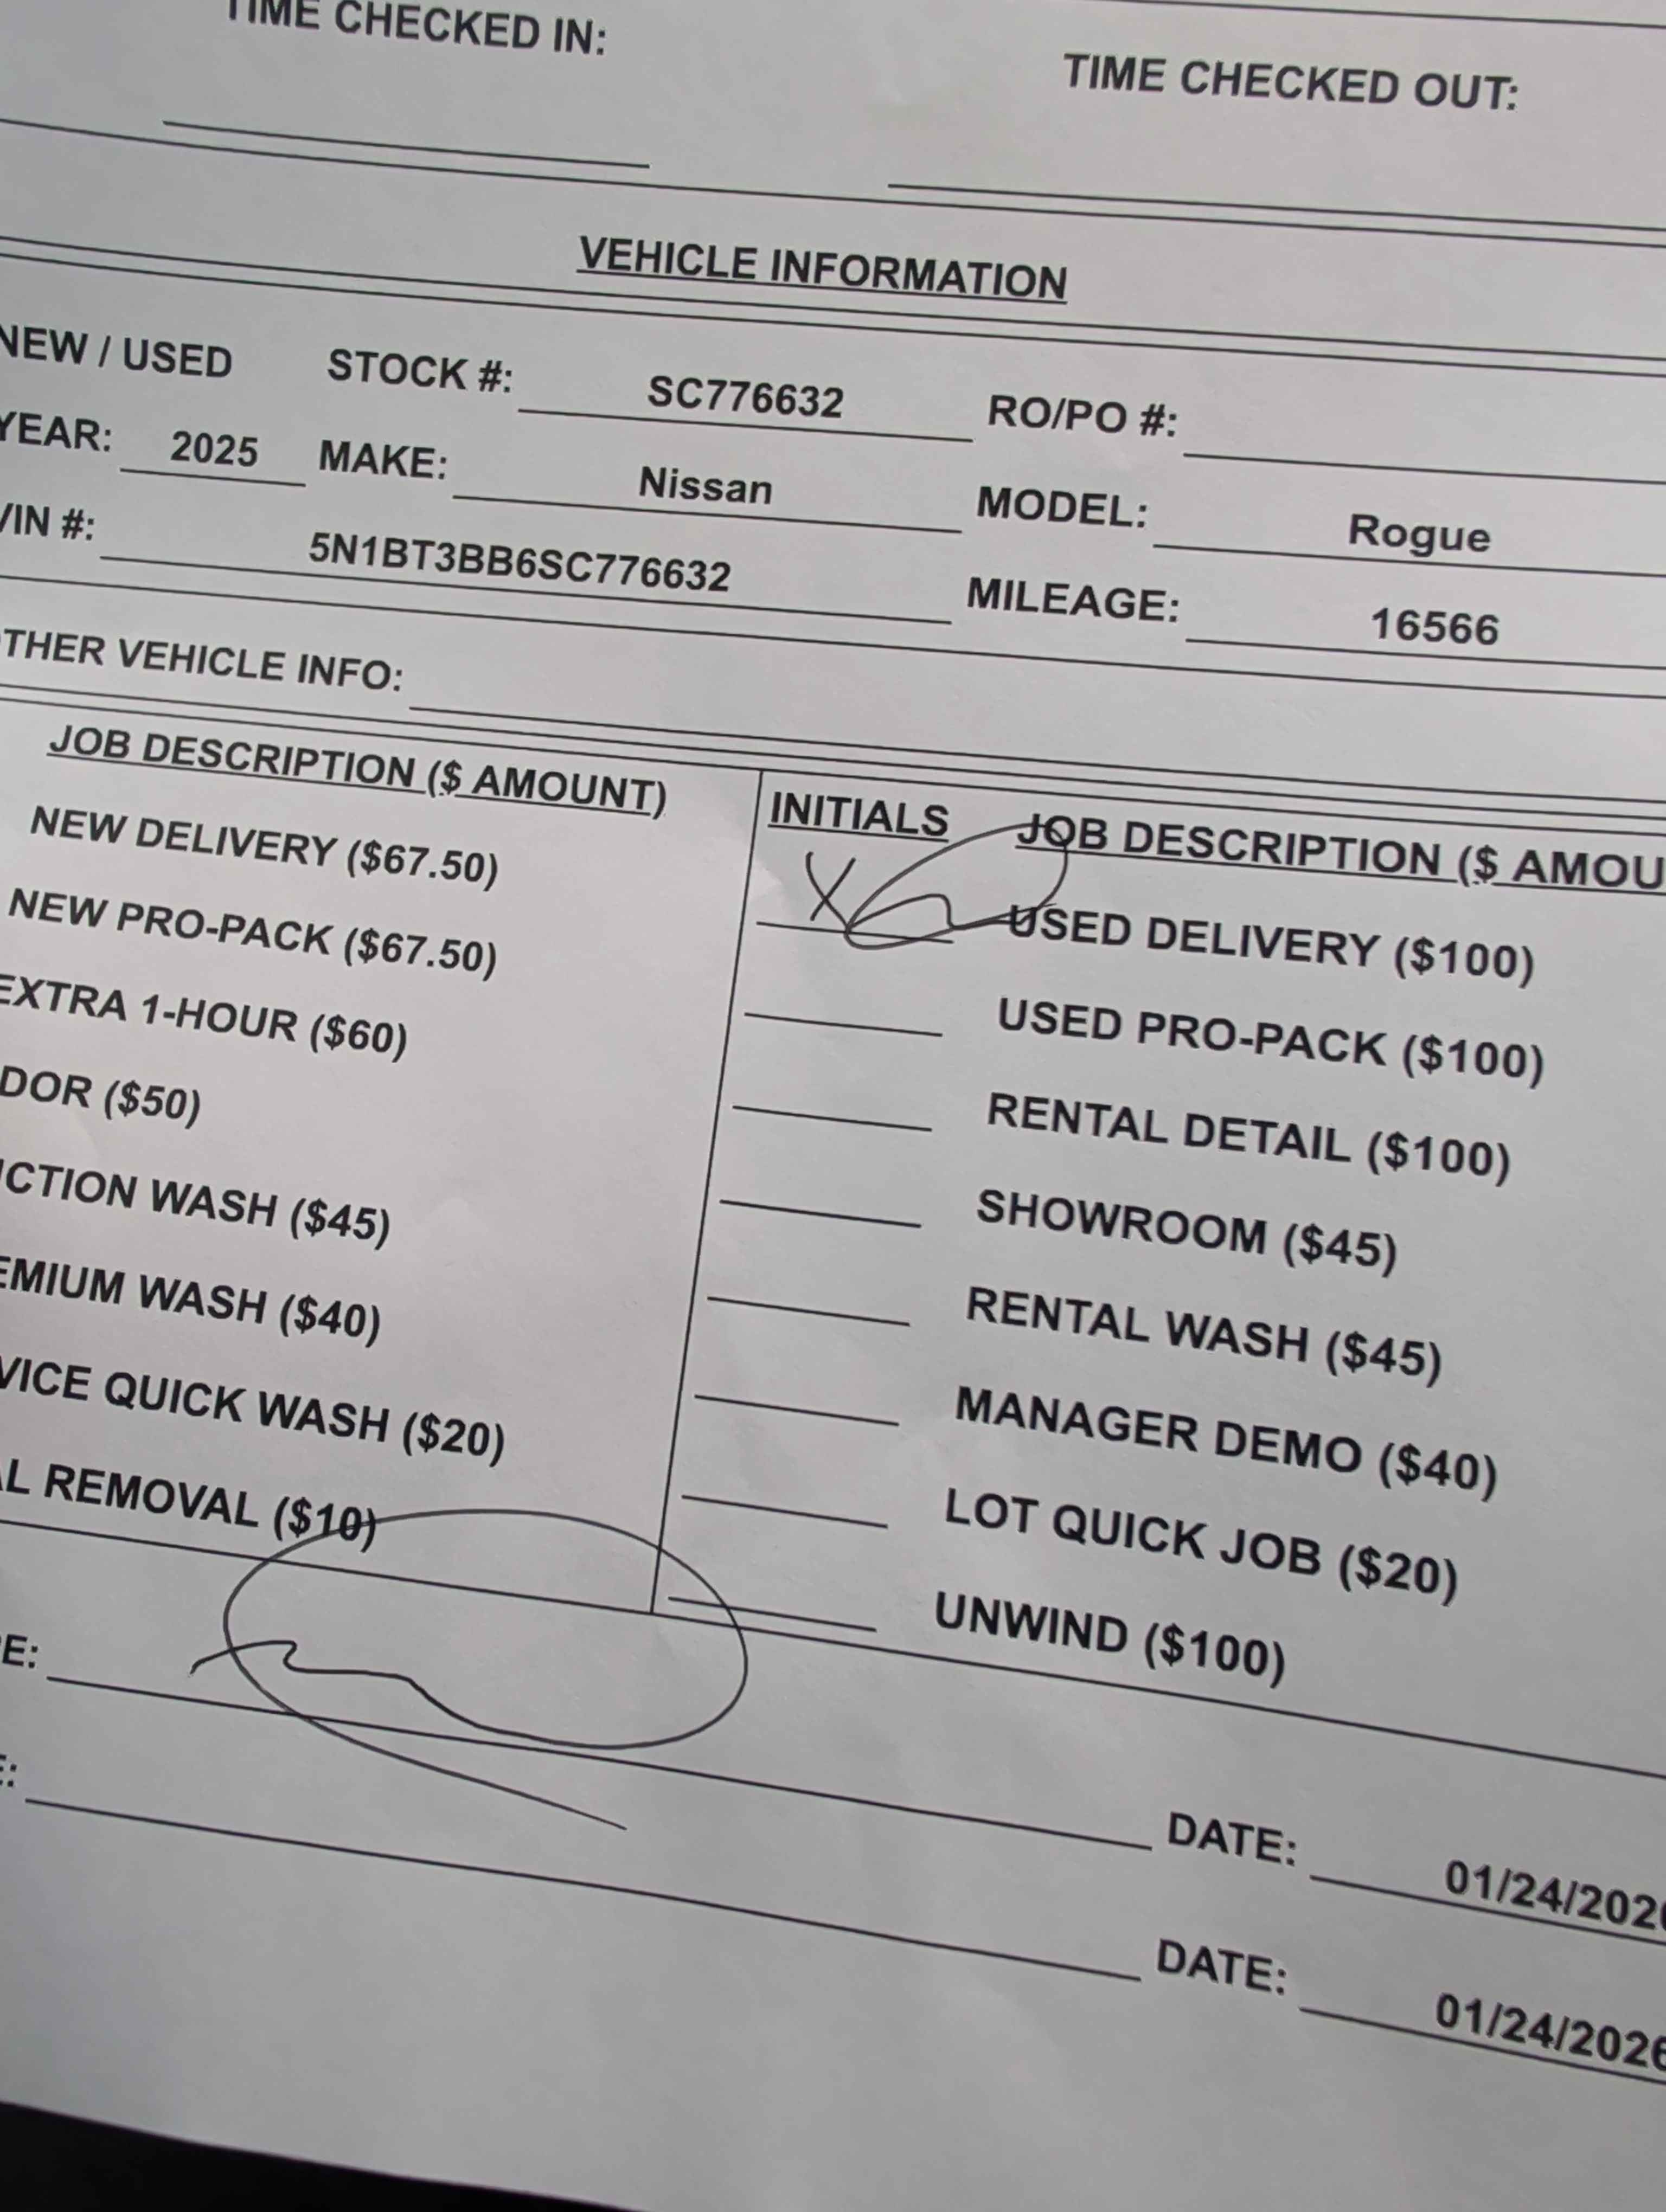 TIME CHECKED IN: TIME CHECKED OUT:
VEHICLE INFORMATION
NEW / USED STOCK #: SC776632 RO/PO #:
YEAR: 2025 MAKE: Nissan MODEL: Rogue
VIN #: 5N1BT3BB6SC776632 MILEAGE: 16566
OTHER VEHICLE INFO:
JOB DESCRIPTION ($ AMOUNT) INITIALS JOB DESCRIPTION ($ AMOU
NEW DELIVERY ($67.50) X USED DELIVERY ($100)
NEW PRO-PACK ($67.50) USED PRO-PACK ($100)
EXTRA 1-HOUR ($60) RENTAL DETAIL ($100)
DOR ($50) SHOWROOM ($45)
CTION WASH ($45) RENTAL WASH ($45)
EMIUM WASH ($40) MANAGER DEMO ($40)
VICE QUICK WASH ($20) LOT QUICK JOB ($20)
AL REMOVAL ($10) UNWIND ($100)
E: DATE: 01/24/2026
E: DATE: 01/24/2026